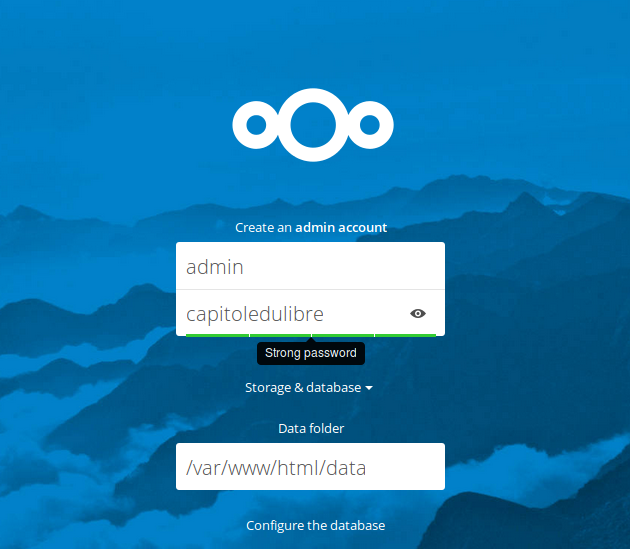 Create an admin account
admin
capitoledulibre
Strong password
Storage & database
Data folder
/var/www/html/data
Configure the database